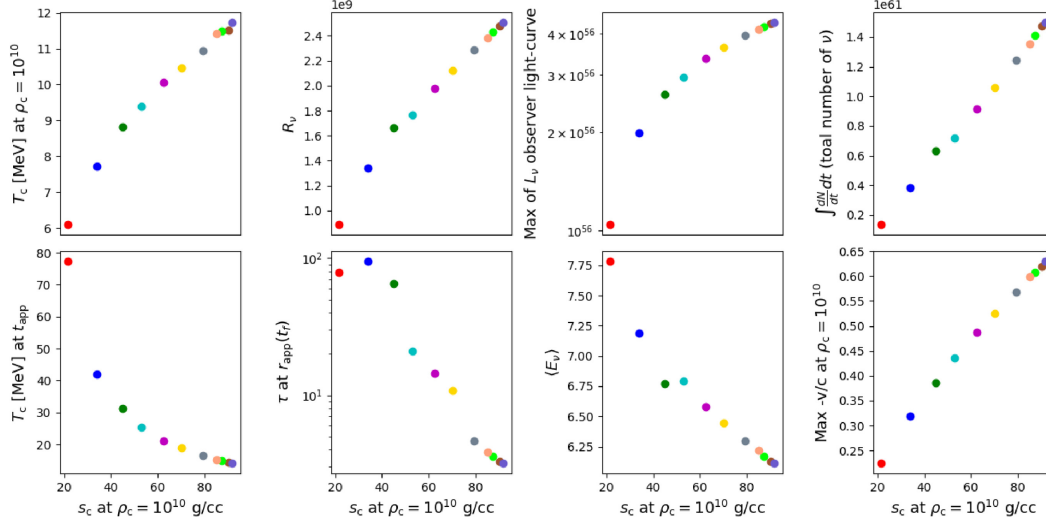 1e9
1e61
T_c [MeV] at ρ_c = 10^10
12
11
10
9
8
7
6
R_ν
2.4
2.2
2.0
1.8
1.6
1.4
1.2
1.0
Max of L_ν observer light-curve
4 × 10^56
3 × 10^56
2 × 10^56
10^56
∫ dN/dt dt (toal number of ν)
1.4
1.2
1.0
0.8
0.6
0.4
0.2
T_c [MeV] at t_app
80
70
60
50
40
30
20
τ at r_app(t_f)
10^2
10^1
⟨E_ν⟩
7.75
7.50
7.25
7.00
6.75
6.50
6.25
Max -v/c at ρ_c = 10^10
0.65
0.60
0.55
0.50
0.45
0.40
0.35
0.30
0.25
20 40 60 80
20 40 60 80
20 40 60 80
20 40 60 80
s_c at ρ_c = 10^10 g/cc
s_c at ρ_c = 10^10 g/cc
s_c at ρ_c = 10^10 g/cc
s_c at ρ_c = 10^10 g/cc